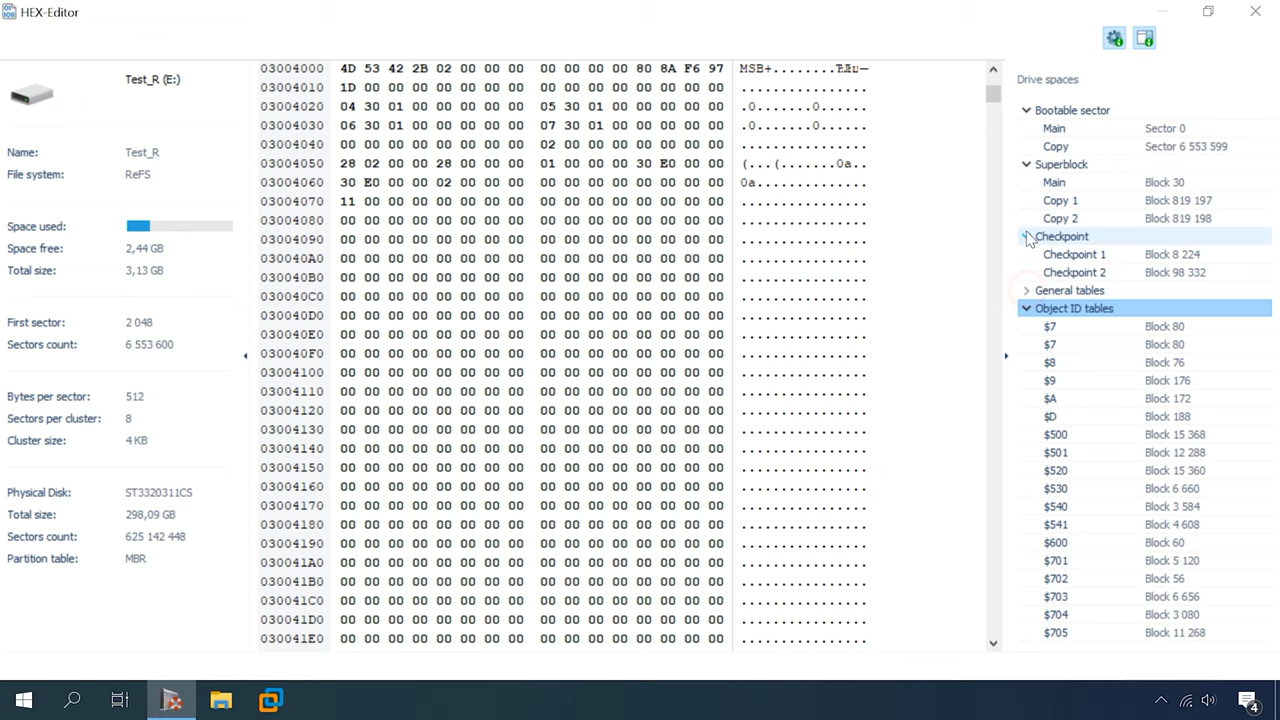 HEX-Editor
Test_R (E:)
Name: Test_R
File system: ReFS
Space used:
Space free: 2,44 GB
Total size: 3,13 GB
First sector: 2 048
Sectors count: 6 553 600
Bytes per sector: 512
Sectors per cluster: 8
Cluster size: 4 KB
Physical Disk: ST3320311CS
Total size: 298,09 GB
Sectors count: 625 142 448
Partition table: MBR
03004000 4D 53 42 2B 02 00 00 00 00 00 00 00 80 8A F6 97
03004010 1D 00 00 00 00 00 00 00 00 00 00 00 00 00 00 00 ................
03004020 04 30 01 00 00 00 00 00 05 30 01 00 00 00 00 00 .0.......0......
03004030 06 30 01 00 00 00 00 00 07 30 01 00 00 00 00 00 .0.......0......
03004040 00 00 00 00 00 00 00 00 02 00 00 00 00 00 00 00 ................
03004050 28 02 00 00 28 00 00 00 01 00 00 00 30 E0 00 00 (...(.......0a..
03004060 30 E0 00 00 02 00 00 00 00 00 00 00 00 00 00 00 0a..............
03004070 11 00 00 00 00 00 00 00 00 00 00 00 00 00 00 00 ................
03004080 00 00 00 00 00 00 00 00 00 00 00 00 00 00 00 00 ................
03004090 00 00 00 00 00 00 00 00 00 00 00 00 00 00 00 00 ................
030040A0 00 00 00 00 00 00 00 00 00 00 00 00 00 00 00 00 ................
030040B0 00 00 00 00 00 00 00 00 00 00 00 00 00 00 00 00 ................
030040C0 00 00 00 00 00 00 00 00 00 00 00 00 00 00 00 00 ................
030040D0 00 00 00 00 00 00 00 00 00 00 00 00 00 00 00 00 ................
030040E0 00 00 00 00 00 00 00 00 00 00 00 00 00 00 00 00 ................
030040F0 00 00 00 00 00 00 00 00 00 00 00 00 00 00 00 00 ................
03004100 00 00 00 00 00 00 00 00 00 00 00 00 00 00 00 00 ................
03004110 00 00 00 00 00 00 00 00 00 00 00 00 00 00 00 00 ................
03004120 00 00 00 00 00 00 00 00 00 00 00 00 00 00 00 00 ................
03004130 00 00 00 00 00 00 00 00 00 00 00 00 00 00 00 00 ................
03004140 00 00 00 00 00 00 00 00 00 00 00 00 00 00 00 00 ................
03004150 00 00 00 00 00 00 00 00 00 00 00 00 00 00 00 00 ................
03004160 00 00 00 00 00 00 00 00 00 00 00 00 00 00 00 00 ................
03004170 00 00 00 00 00 00 00 00 00 00 00 00 00 00 00 00 ................
03004180 00 00 00 00 00 00 00 00 00 00 00 00 00 00 00 00 ................
03004190 00 00 00 00 00 00 00 00 00 00 00 00 00 00 00 00 ................
030041A0 00 00 00 00 00 00 00 00 00 00 00 00 00 00 00 00 ................
030041B0 00 00 00 00 00 00 00 00 00 00 00 00 00 00 00 00 ................
030041C0 00 00 00 00 00 00 00 00 00 00 00 00 00 00 00 00 ................
030041D0 00 00 00 00 00 00 00 00 00 00 00 00 00 00 00 00 ................
030041E0 00 00 00 00 00 00 00 00 00 00 00 00 00 00 00 00 ................
Drive spaces
Bootable sector
Main Sector 0
Copy Sector 6 553 599
Superblock
Main Block 30
Copy 1 Block 819 197
Copy 2 Block 819 198
Checkpoint
Checkpoint 1 Block 8 224
Checkpoint 2 Block 98 332
General tables
Object ID tables
$7 Block 80
$7 Block 80
$8 Block 76
$9 Block 176
$A Block 172
$D Block 188
$500 Block 15 368
$501 Block 12 288
$520 Block 15 360
$530 Block 6 660
$540 Block 3 584
$541 Block 4 608
$600 Block 60
$701 Block 5 120
$702 Block 56
$703 Block 6 656
$704 Block 3 080
$705 Block 11 268
4